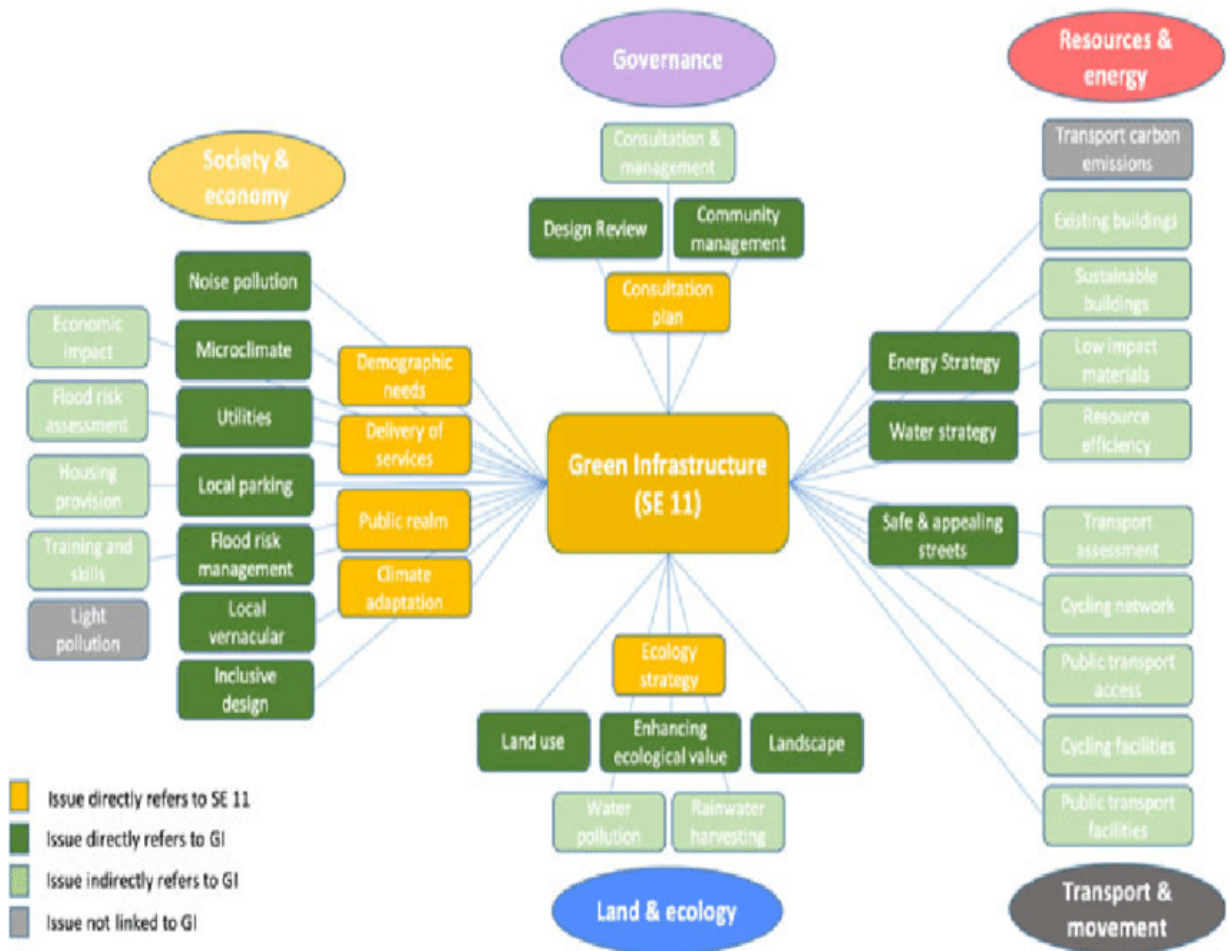 Governance
Resources &
energy
Society &
economy
Consultation &
management
Transport carbon
emissions
Design Review
Community
management
Existing buildings
Noise pollution
Consultation
plan
Sustainable
buildings
Economic
impact
Microclimate
Demographic
needs
Energy Strategy
Low impact
materials
Flood risk
assessment
Utilities
Delivery of
services
Water strategy
Resource
efficiency
Green Infrastructure
(SE 11)
Housing
provision
Local parking
Public realm
Safe & appealing
streets
Transport
assessment
Training and
skills
Flood risk
management
Climate
adaptation
Cycling network
Light
pollution
Local
vernacular
Ecology
strategy
Public transport
access
Inclusive
design
Land use
Enhancing
ecological value
Landscape
Cycling facilities
Water
pollution
Rainwater
harvesting
Public transport
facilities
Issue directly refers to SE 11
Issue directly refers to GI
Issue indirectly refers to GI
Issue not linked to GI
Land & ecology
Transport &
movement